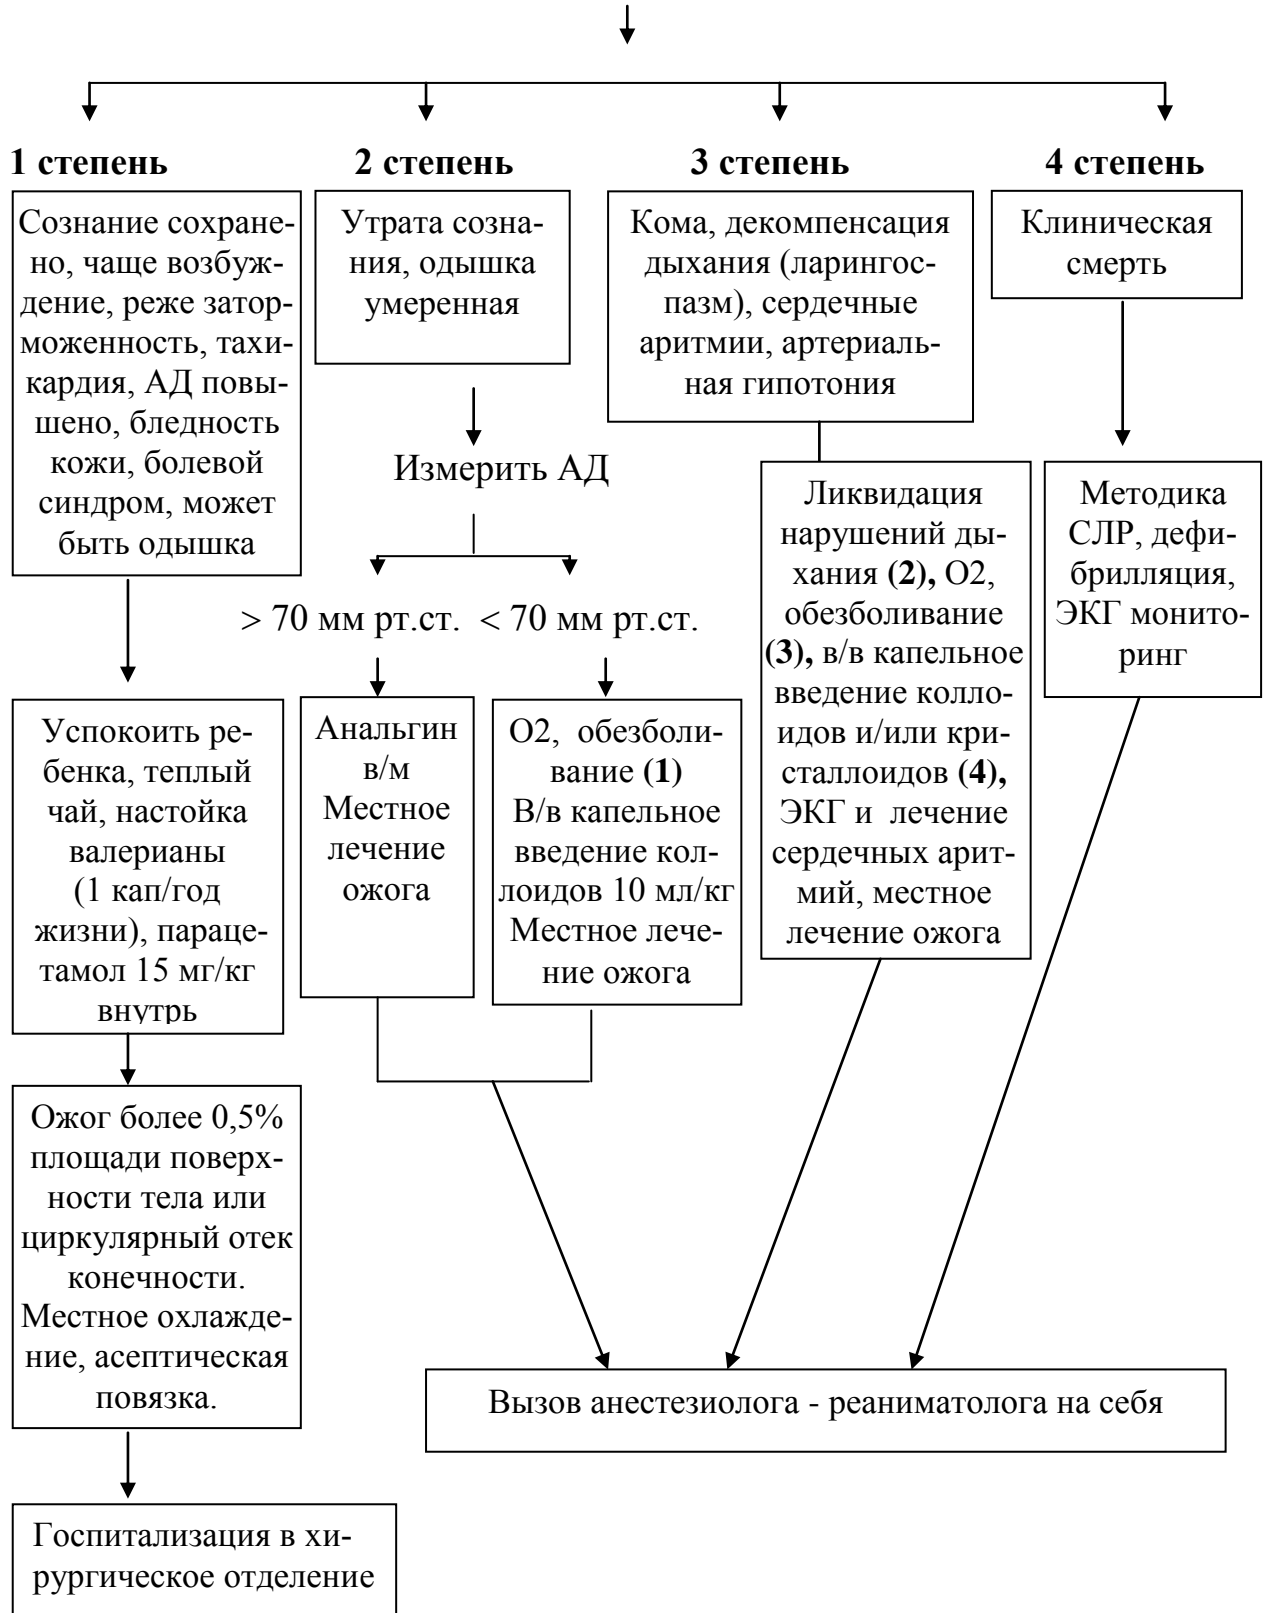 1 степень
2 степень
3 степень
4 степень
Сознание сохране-
но, чаще возбуж-
дение, реже затор-
моженность, тахи-
кардия, АД повы-
шено, бледность
кожи, болевой
синдром, может
быть одышка
Утрата созна-
ния, одышка
умеренная
Кома, декомпенсация
дыхания (ларингос-
пазм), сердечные
аритмии, артериаль-
ная гипотония
Клиническая
смерть
Измерить АД
> 70 мм рт.ст.
< 70 мм рт.ст.
Ликвидация
нарушений ды-
хания (2), О2,
обезболивание
(3), в/в капельное
введение колло-
идов и/или кри-
сталлоидов (4),
ЭКГ и лечение
сердечных арит-
мий, местное
лечение ожога
Методика
СЛР, дефи-
брилляция,
ЭКГ монито-
ринг
Успокоить ре-
бенка, теплый
чай, настойка
валерианы
(1 кап/год
жизни), параце-
тамол 15 мг/кг
внутрь
Анальгин
в/м
Местное
лечение
ожога
О2, обезболи-
вание (1)
В/в капельное
введение кол-
лоидов 10 мл/кг
Местное лече-
ние ожога
Ожог более 0,5%
площади поверх-
ности тела или
циркулярный отек
конечности.
Местное охлажде-
ние, асептическая
повязка.
Вызов анестезиолога - реаниматолога на себя
Госпитализация в хи-
рургическое отделение